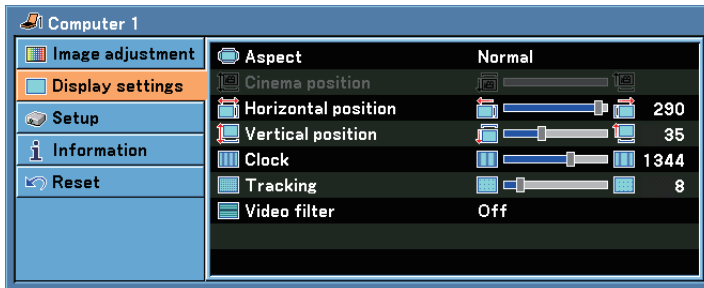 Computer 1
Image adjustment
Display settings
Setup
Information
Reset
Aspect Normal
Cinema position
Horizontal position 290
Vertical position 35
Clock 1344
Tracking 8
Video filter Off